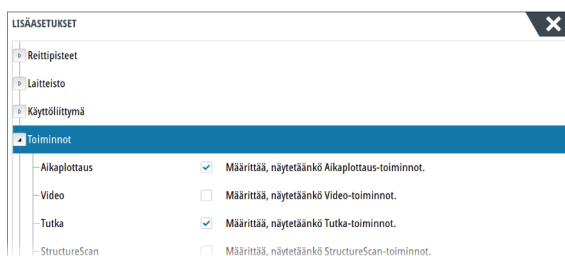 LISÄASETUKSET
Reittipisteet
Laitteisto
Käyttöliittymä
Toiminnot
Aikaplottaus Määrittää, näytetäänkö Aikaplottaus-toiminnot.
Video Määrittää, näytetäänkö Video-toiminnot.
Tutka Määrittää, näytetäänkö Tutka-toiminnot.
StructureScan Määrittää, näytetäänkö StructureScan-toiminnot.